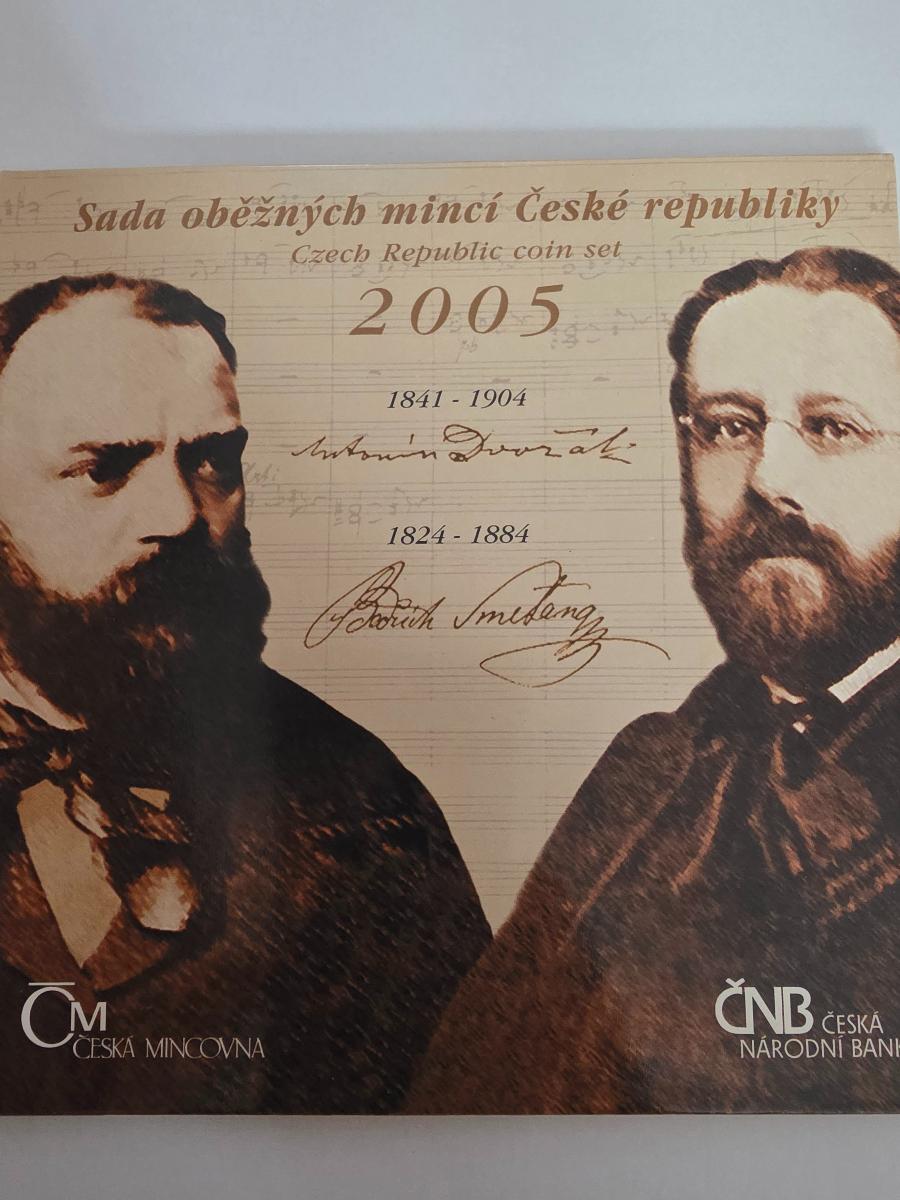 Sada oběžných mincí České republiky
Czech Republic coin set
2005
1841 - 1904
Antonín Dvořák
1824 - 1884
Bedřich Smetana
ČM
ČESKÁ MINCOVNA
ČNB ČESKÁ
NÁRODNÍ BAN